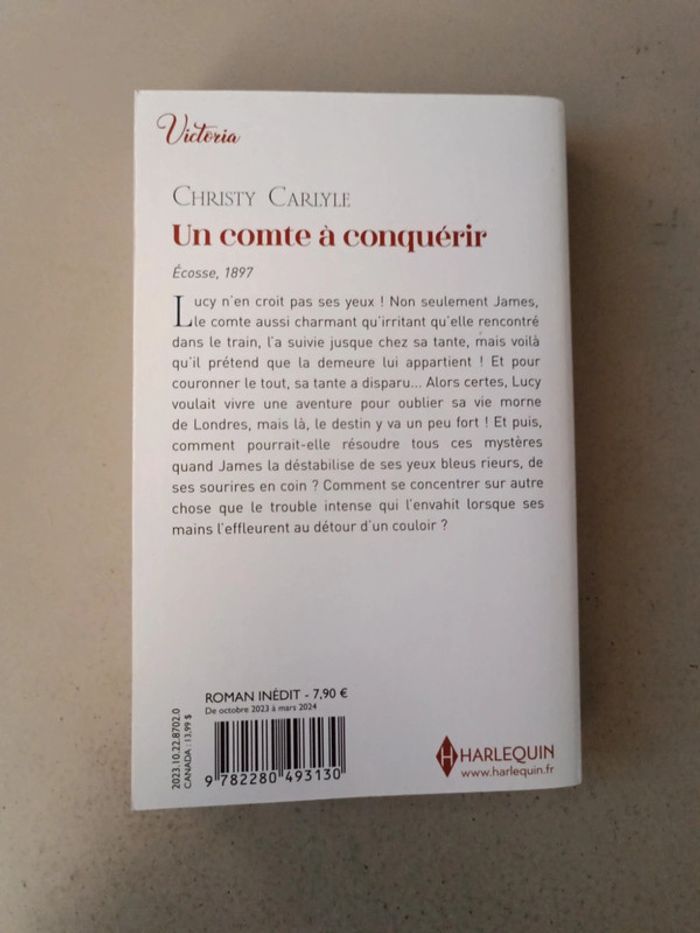 Victoria
CHRISTY CARLYLE
Un comte à conquérir
Écosse, 1897
Lucy n'en croit pas ses yeux ! Non seulement James,
le comte aussi charmant qu'irritant qu'elle rencontré
dans le train, l'a suivie jusque chez sa tante, mais voilà
qu'il prétend que la demeure lui appartient ! Et pour
couronner le tout, sa tante a disparu... Alors certes, Lucy
voulait vivre une aventure pour oublier sa vie morne
de Londres, mais là, le destin y va un peu fort ! Et puis,
comment pourrait-elle résoudre tous ces mystères
quand James la déstabilise de ses yeux bleus rieurs, de
ses sourires en coin ? Comment se concentrer sur autre
chose que le trouble intense qui l'envahit lorsque ses
mains l'effleurent au détour d'un couloir ?
ROMAN INÉDIT - 7,90 €
De octobre 2023 à mars 2024
2023.10.22.8702.0
CANADA : 13,99 $
9 782280 493130
H HARLEQUIN
www.harlequin.fr